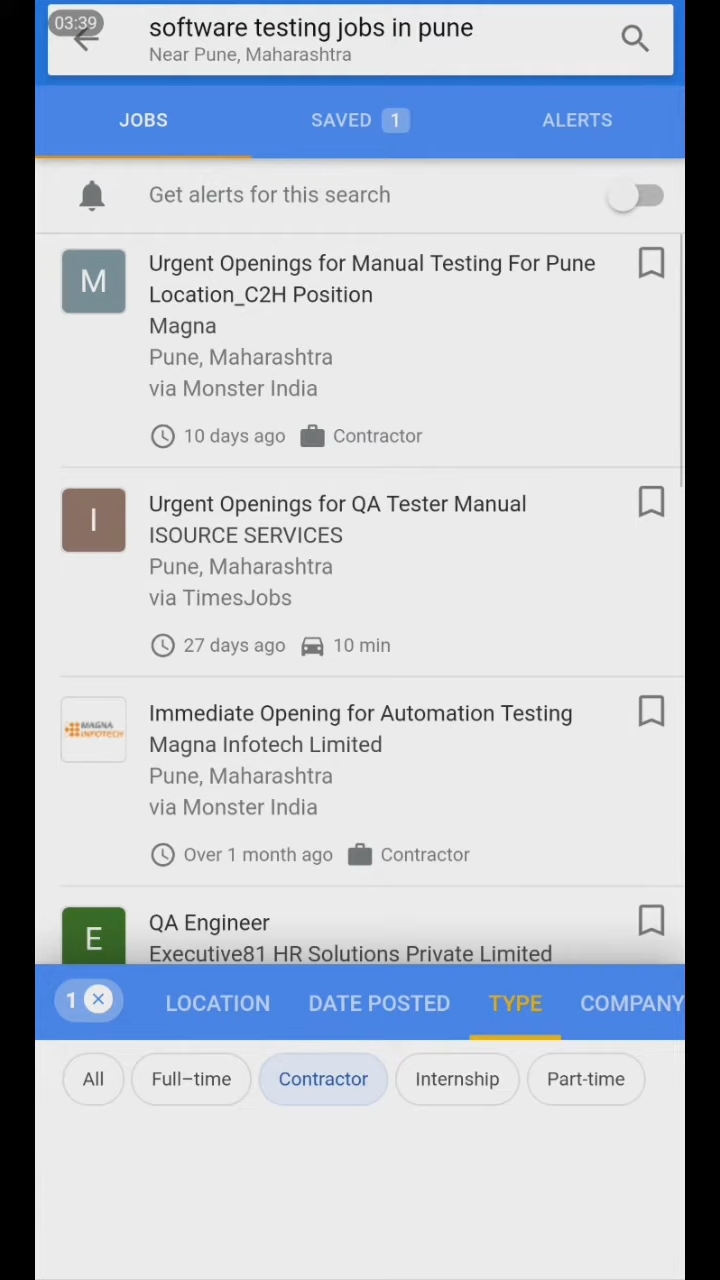 03:39
software testing jobs in pune
Near Pune, Maharashtra
JOBS
SAVED 1
ALERTS
Get alerts for this search
M
Urgent Openings for Manual Testing For Pune
Location_C2H Position
Magna
Pune, Maharashtra
via Monster India
10 days ago
Contractor
I
Urgent Openings for QA Tester Manual
ISOURCE SERVICES
Pune, Maharashtra
via TimesJobs
27 days ago
10 min
MAGNA
INFOTECH
Immediate Opening for Automation Testing
Magna Infotech Limited
Pune, Maharashtra
via Monster India
Over 1 month ago
Contractor
E
QA Engineer
Executive81 HR Solutions Private Limited
1
LOCATION
DATE POSTED
TYPE
COMPANY
All
Full-time
Contractor
Internship
Part-time